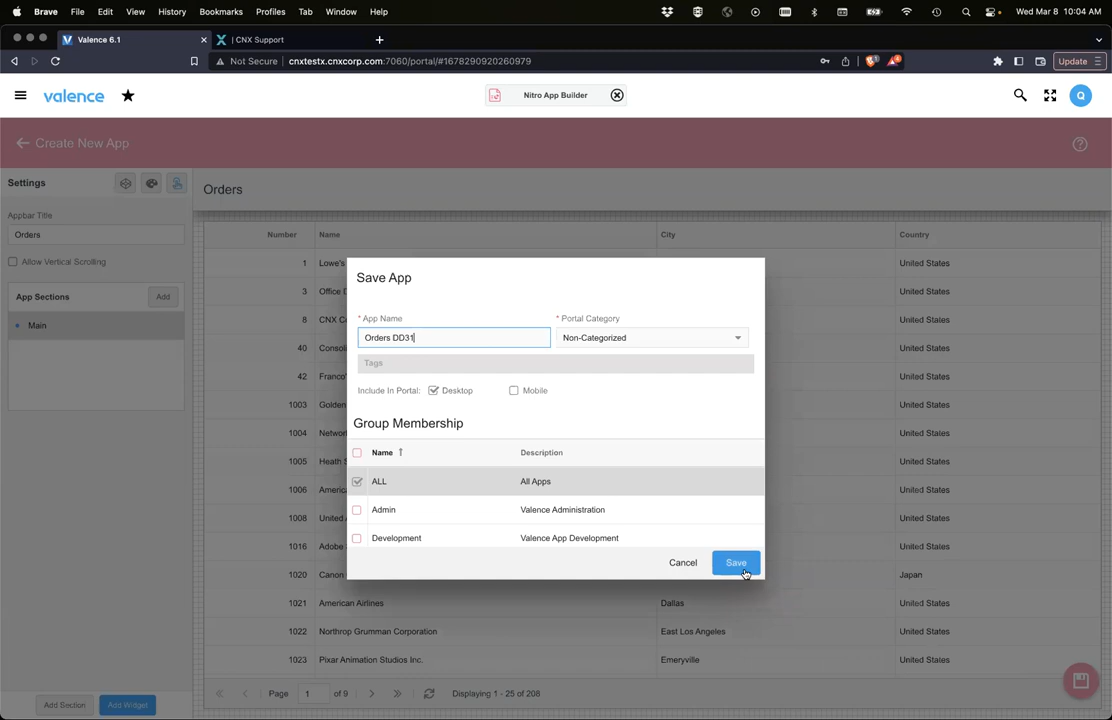 Brave File Edit View History Bookmarks Profiles Tab Window Help Wed Mar 8 10:04 AM
Valence 6.1 | CNX Support
Not Secure | cnxtestx.cnxcorp.com:7060/portal/#1678290920260979 Update
valence Nitro App Builder Q
Create New App
Settings Orders
Appbar Title
Orders Number Name City Country
Allow Vertical Scrolling 1 Lowe's United States
App Sections Add
Main
3 Office D United States
8 CNX C United States
40 Consoli United States
42 Franco' United States
1003 Golden United States
1004 Networ United States
1005 Heath S United States
1006 Americ United States
1008 United United States
1016 Adobe United States
1020 Canon Japan
1021 American Airlines Dallas United States
1022 Northrop Grumman Corporation East Los Angeles United States
1023 Pixar Animation Studios Inc. Emeryville United States
Save App
* App Name * Portal Category
Orders DD31 Non-Categorized
Tags
Include In Portal: Desktop Mobile
Group Membership
Name Description
ALL All Apps
Admin Valence Administration
Development Valence App Development
Cancel Save
Page 1 of 9 Displaying 1 - 25 of 208
Add Section Add Widget